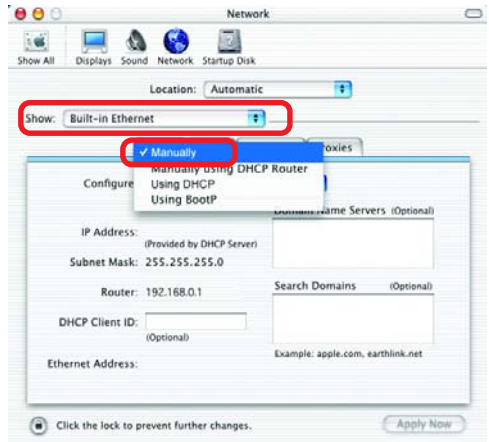 Network
Show All Displays Sound Network Startup Disk
Location: Automatic
Show: Built-in Ethernet
Proxies
✓ Manually
Manually using DHCP Router
Using DHCP
Using BootP
Configure
Domain Name Servers (Optional)
IP Address:
(Provided by DHCP Server)
Subnet Mask: 255.255.255.0
Router: 192.168.0.1
Search Domains (Optional)
DHCP Client ID:
(Optional)
Example: apple.com, earthlink.net
Ethernet Address:
Click the lock to prevent further changes.
Apply Now